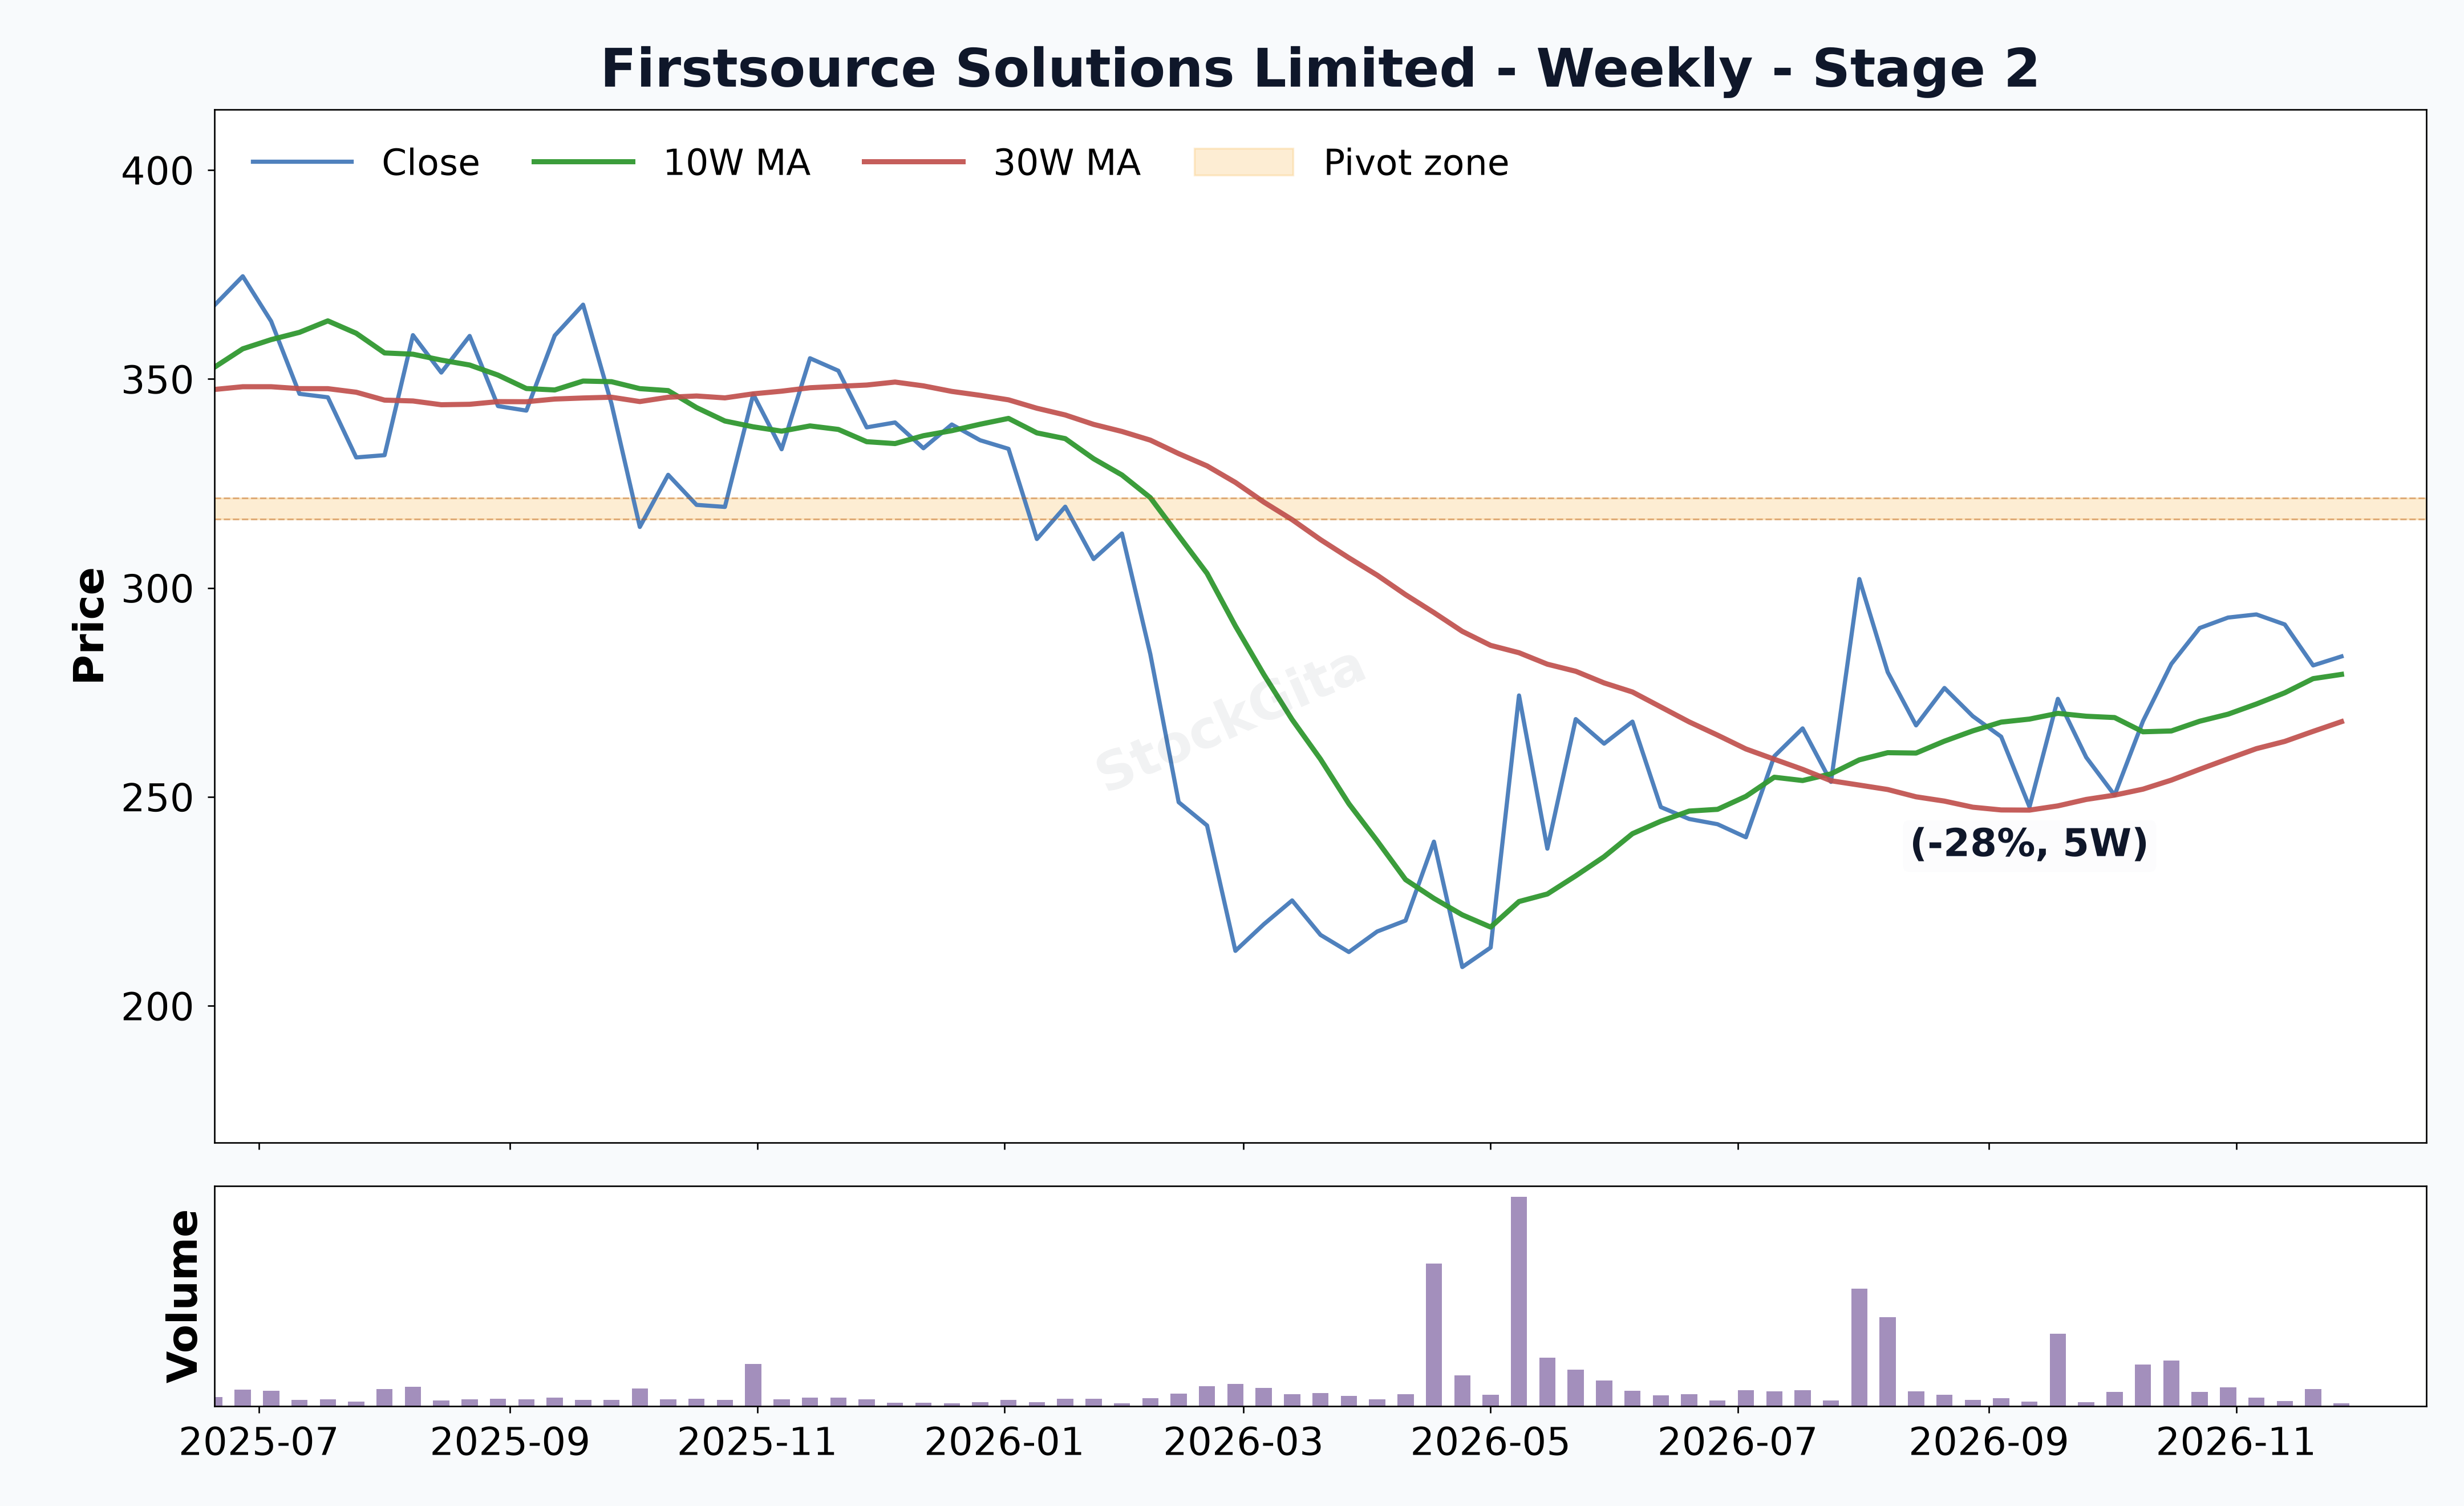 Firstsource Solutions Limited - Weekly - Stage 2
Close 10W MA 30W MA Pivot zone
400
350
300
250
200
Price
StockGita
(-28%, 5W)
Volume
2025-07 2025-09 2025-11 2026-01 2026-03 2026-05 2026-07 2026-09 2026-11